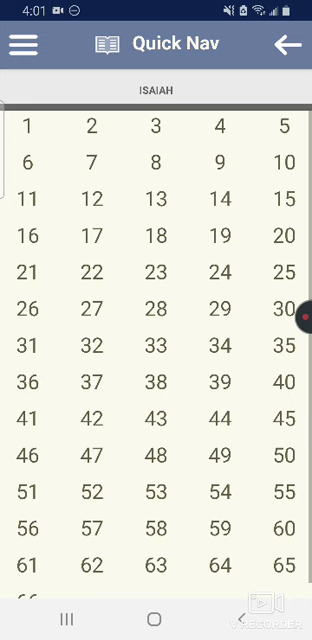 4:01
Quick Nav
ISAIAH
1 2 3 4 5
6 7 8 9 10
11 12 13 14 15
16 17 18 19 20
21 22 23 24 25
26 27 28 29 30
31 32 33 34 35
36 37 38 39 40
41 42 43 44 45
46 47 48 49 50
51 52 53 54 55
56 57 58 59 60
61 62 63 64 65
66
V RECORDER